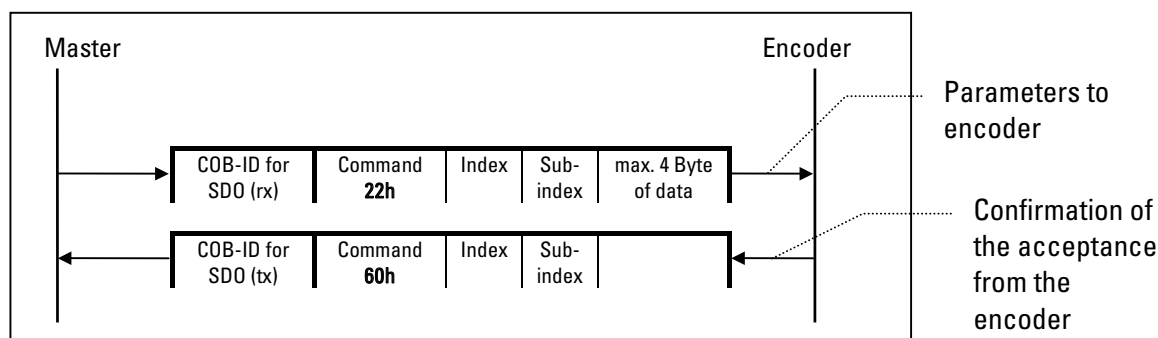 Master
Encoder
Parameters to
encoder
COB-ID for
SDO (rx)
Command
22h
Index
Sub-
index
max. 4 Byte
of data
Confirmation of
the acceptance
from the
encoder
COB-ID for
SDO (tx)
Command
60h
Index
Sub-
index